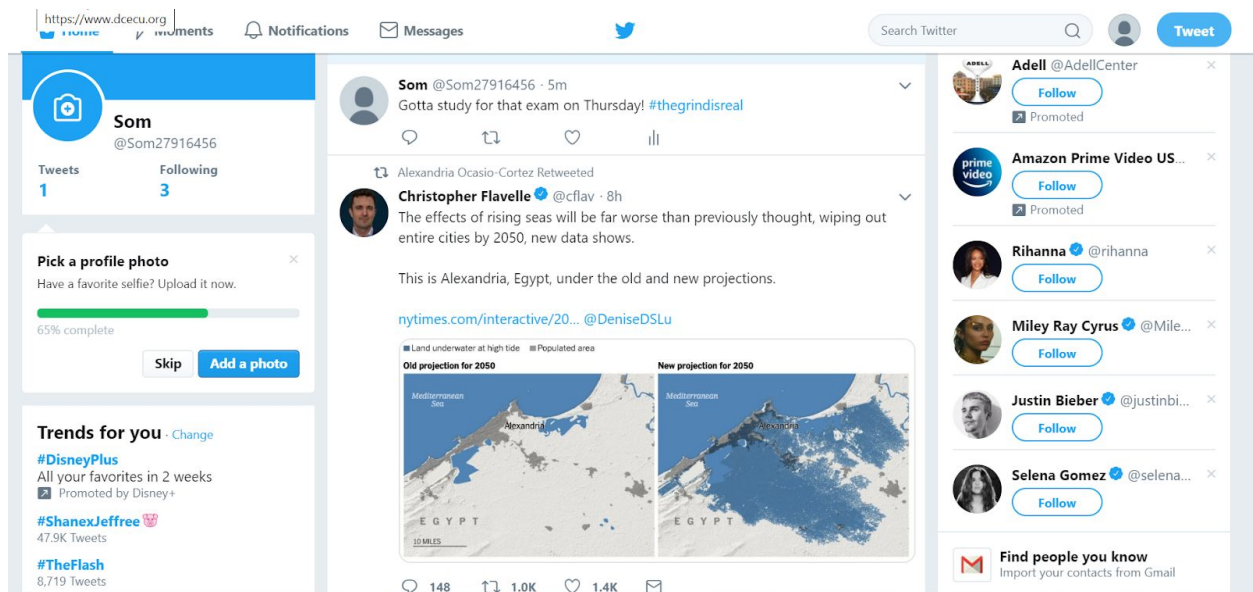 https://www.dcecu.org
Home
Moments
Notifications
Messages
Search Twitter
Tweet
Som
@Som27916456
Tweets
Following
1
3
Pick a profile photo
Have a favorite selfie? Upload it now.
65% complete
Skip
Add a photo
Trends for you · Change
#DisneyPlus
All your favorites in 2 weeks
Promoted by Disney+
#ShanexJeffree
47.9K Tweets
#TheFlash
8,719 Tweets
Som @Som27916456 · 5m
Gotta study for that exam on Thursday! #thegrindisreal
Alexandria Ocasio-Cortez Retweeted
Christopher Flavelle @cflav · 8h
The effects of rising seas will be far worse than previously thought, wiping out
entire cities by 2050, new data shows.
This is Alexandria, Egypt, under the old and new projections.
nytimes.com/interactive/20... @DeniseDSLu
Land underwater at high tide Populated area
Old projection for 2050
Mediterranean
Sea
Alexandria
EGYPT
10 MILES
New projection for 2050
Mediterranean
Sea
Alexandria
EGYPT
148 1.0K 1.4K
ADELL
Adell @AdellCenter
Follow
Promoted
prime
video
Amazon Prime Video US...
Follow
Promoted
Rihanna @rihanna
Follow
Miley Ray Cyrus @Mile...
Follow
Justin Bieber @justinbi...
Follow
Selena Gomez @selena...
Follow
Find people you know
Import your contacts from Gmail